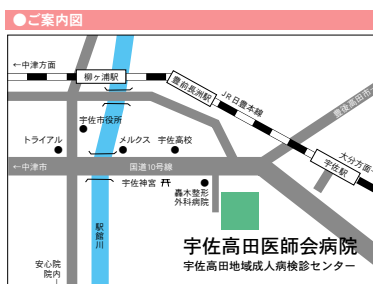 ●ご案内図
←中津方面
柳ヶ浦駅
豊前長洲駅
JR日豊本線
豊後高田市
宇佐市役所
トライアル
メルクス
宇佐高校
大分方面
宇佐駅
←中津市
国道10号線
宇佐神宮
轟木整形
外科病院
駅館川
宇佐高田医師会病院
宇佐高田地域成人病検診センター
安心院
院内
↓